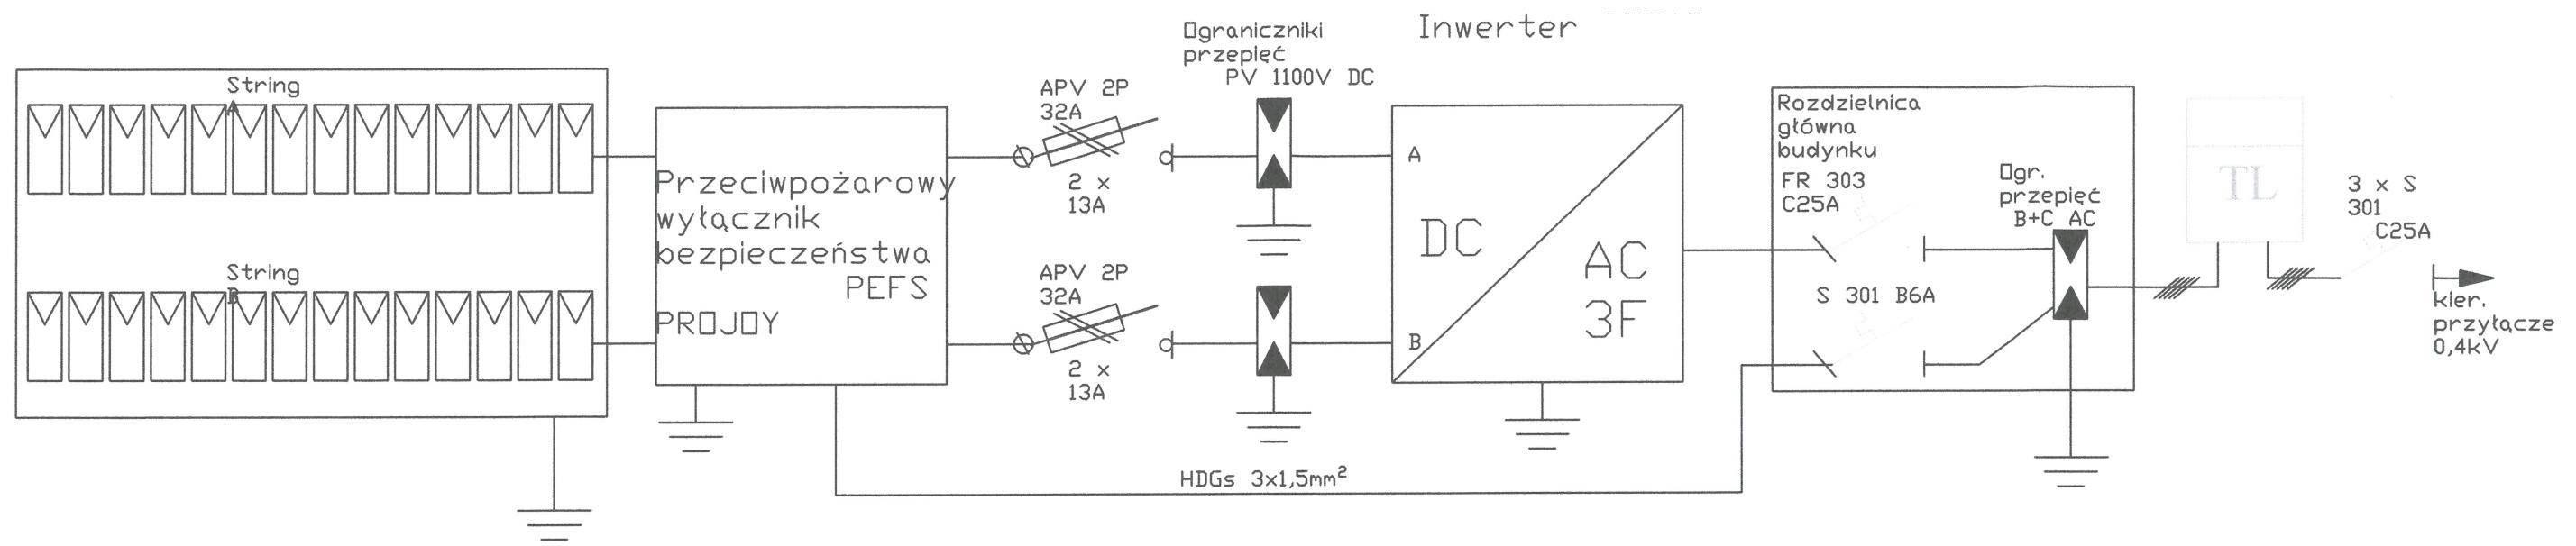 String
A
String
B
Przeciwpożarowy
wyłącznik
bezpieczeństwa
PEFS
PROJOY
APV 2P
32A
2 x
13A
APV 2P
32A
2 x
13A
Ograniczniki
przepięć
PV 1100V DC
Inwerter
A
DC
AC
3F
B
HDGs 3x1,5mm²
Rozdzielnica
główna
budynku
FR 303
C25A
S 301 B6A
Ogr.
przepięć
B+C AC
TL
3 x S
301
C25A
kier.
przyłącze
0,4kV